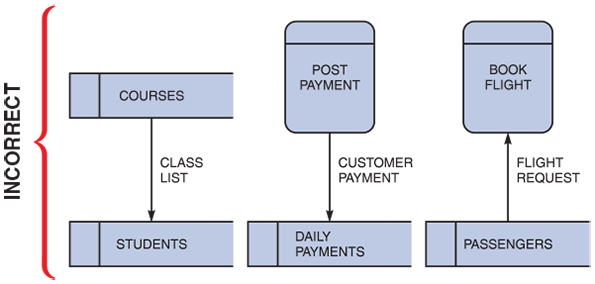 INCORRECT
COURSES
CLASS
LIST
STUDENTS
POST
PAYMENT
CUSTOMER
PAYMENT
DAILY
PAYMENTS
BOOK
FLIGHT
FLIGHT
REQUEST
PASSENGERS